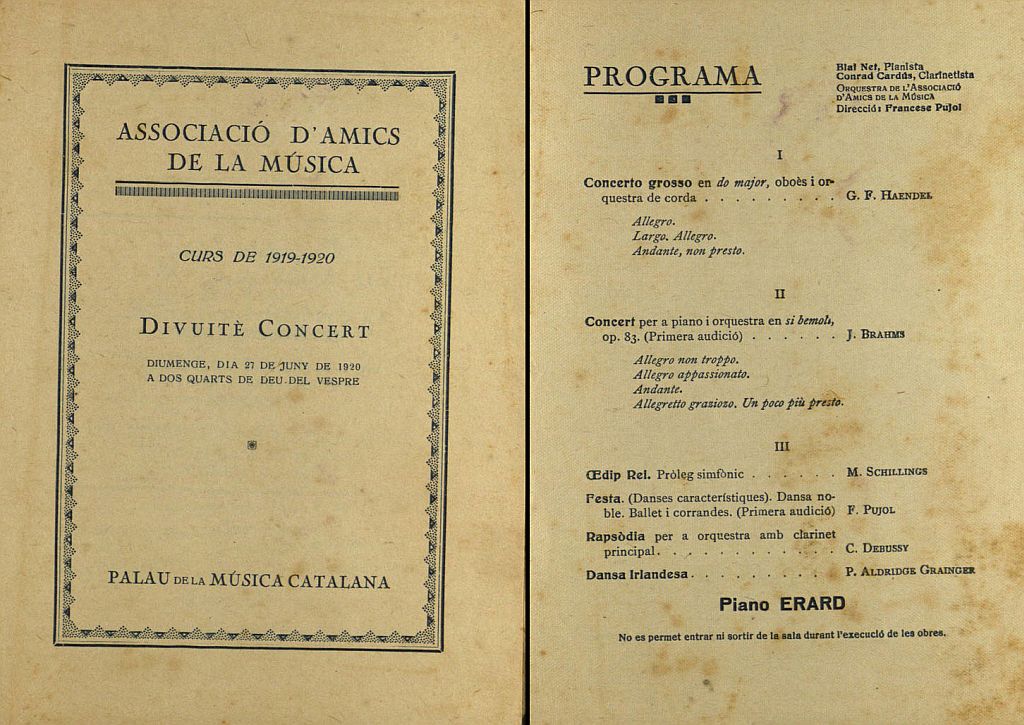 ASSOCIACIÓ D'AMICS
DE LA MÚSICA
CURS DE 1919-1920
DIVUITÈ CONCERT
DIUMENGE, DIA 27 DE JUNY DE 1920
A DOS QUARTS DE DEU DEL VESPRE
PALAU DE LA MÚSICA CATALANA
PROGRAMA
Blai Net, Pianista
Conrad Cardús, Clarinetista
ORQUESTRA DE L'ASSOCIACIÓ
D'AMICS DE LA MÚSICA
Direcció: Francesc Pujol
I
Concerto grosso en do major, oboès i or-
questra de corda . . . . . . . . . G. F. HAENDEL
Allegro.
Largo. Allegro.
Andante, non presto.
II
Concert per a piano i orquestra en si bemoll,
op. 83. (Primera audició) . . . . . . J. BRAHMS
Allegro non troppo.
Allegro appassionato.
Andante.
Allegretto graziozo. Un poco più presto.
III
Œdip Rei. Pròleg simfònic . . . . . . M. SCHILLINGS
Festa. (Danses característiques). Dansa no-
ble. Ballet i corrandes. (Primera audició) F. PUJOL
Rapsòdia per a orquestra amb clarinet
principal. . . . . . . . . . . . . C. DEBUSSY
Dansa Irlandesa . . . . . . . . . . P. ALDRIDGE GRAINGER
Piano ERARD
No es permet entrar ni sortir de la sala durant l'execució de les obres.